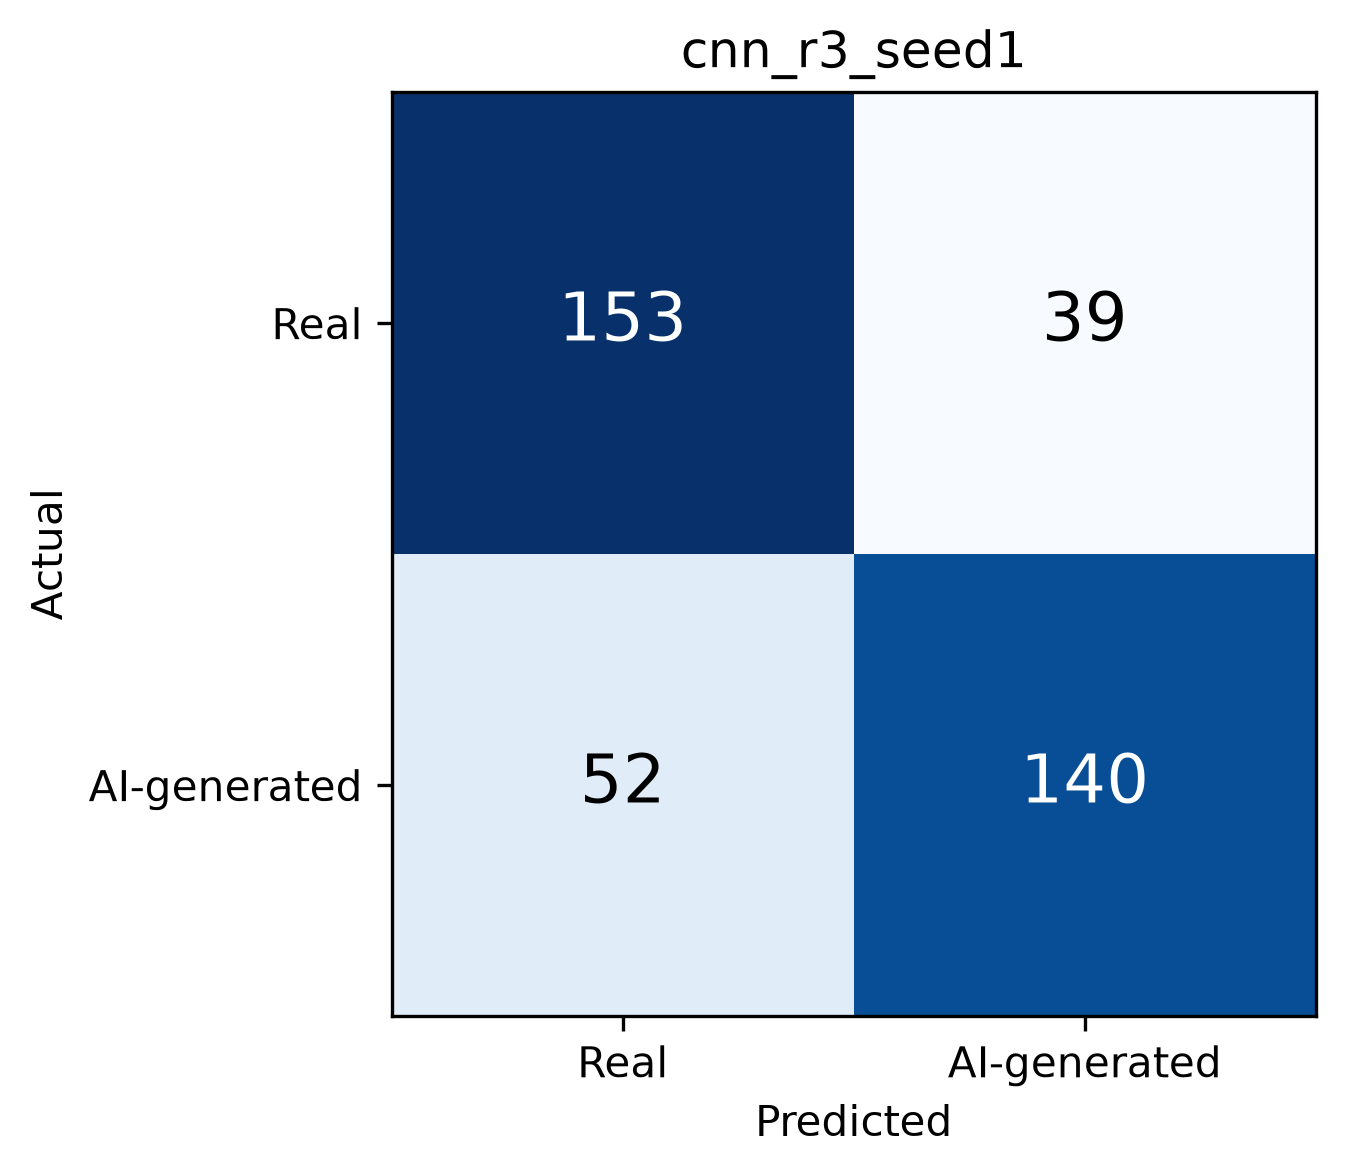 cnn_r3_seed1
Actual
Real
153
39
AI-generated
52
140
Real
AI-generated
Predicted